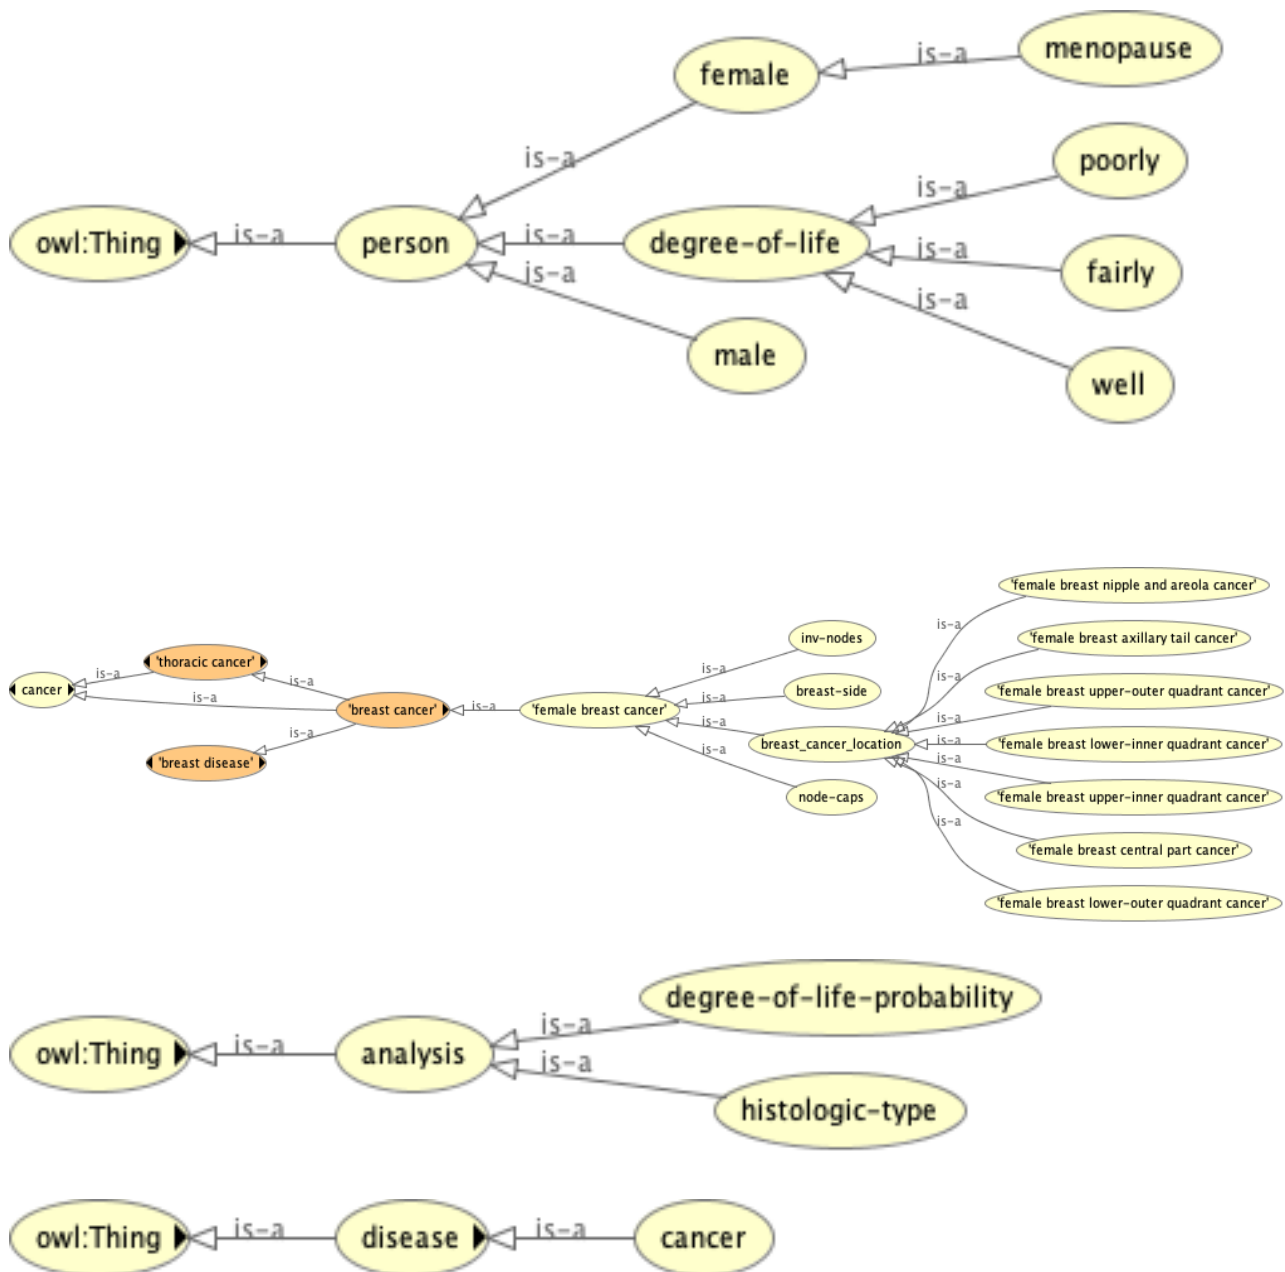 menopause
is-a
female
poorly
is-a
is-a
owl:Thing
is-a
person
is-a
degree-of-life
is-a
fairly
is-a
is-a
male
well
'female breast nipple and areola cancer'
is-a
inv-nodes
'female breast axillary tail cancer'
'thoracic cancer'
is-a
is-a
is-a
is-a
cancer
is-a
breast-side
'female breast upper-outer quadrant cancer'
is-a
'breast cancer'
is-a
'female breast cancer'
is-a
is-a
is-a
breast_cancer_location
is-a
'female breast lower-inner quadrant cancer'
is-a
'breast disease'
is-a
is-a
node-caps
'female breast upper-inner quadrant cancer'
is-a
is-a
'female breast central part cancer'
'female breast lower-outer quadrant cancer'
degree-of-life-probability
is-a
owl:Thing
is-a
analysis
is-a
histologic-type
owl:Thing
is-a
disease
is-a
cancer